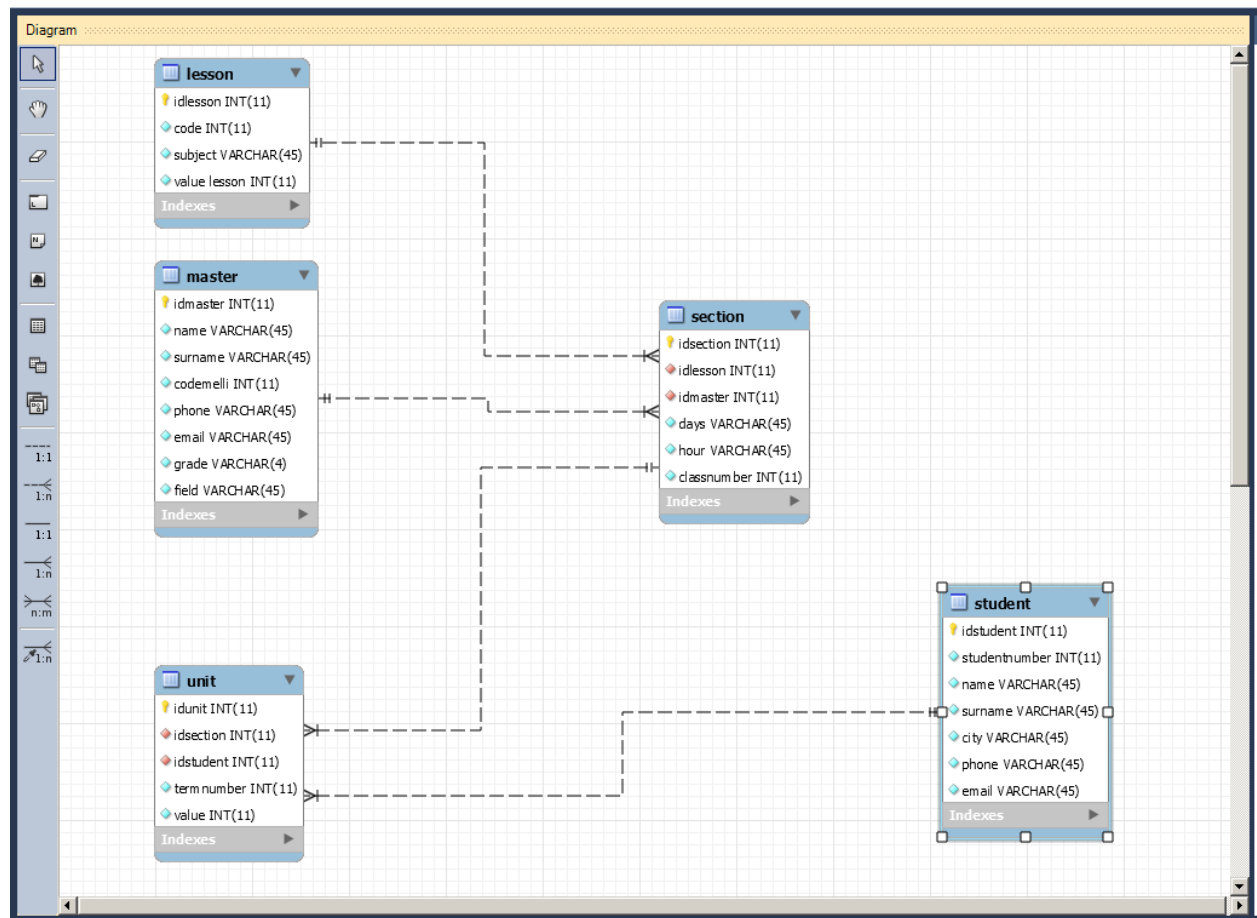 Diagram
lesson
idlesson INT(11)
code INT(11)
subject VARCHAR(45)
value lesson INT(11)
Indexes
master
idmaster INT(11)
name VARCHAR(45)
surname VARCHAR(45)
codemelli INT(11)
phone VARCHAR(45)
email VARCHAR(45)
grade VARCHAR(4)
field VARCHAR(45)
Indexes
section
idsection INT(11)
idlesson INT(11)
idmaster INT(11)
days VARCHAR(45)
hour VARCHAR(45)
classnumber INT(11)
Indexes
unit
idunit INT(11)
idsection INT(11)
idstudent INT(11)
termnumber INT(11)
value INT(11)
Indexes
student
idstudent INT(11)
studentnumber INT(11)
name VARCHAR(45)
surname VARCHAR(45)
city VARCHAR(45)
phone VARCHAR(45)
email VARCHAR(45)
Indexes
1:1
1:n
1:1
1:n
n:m
1:n